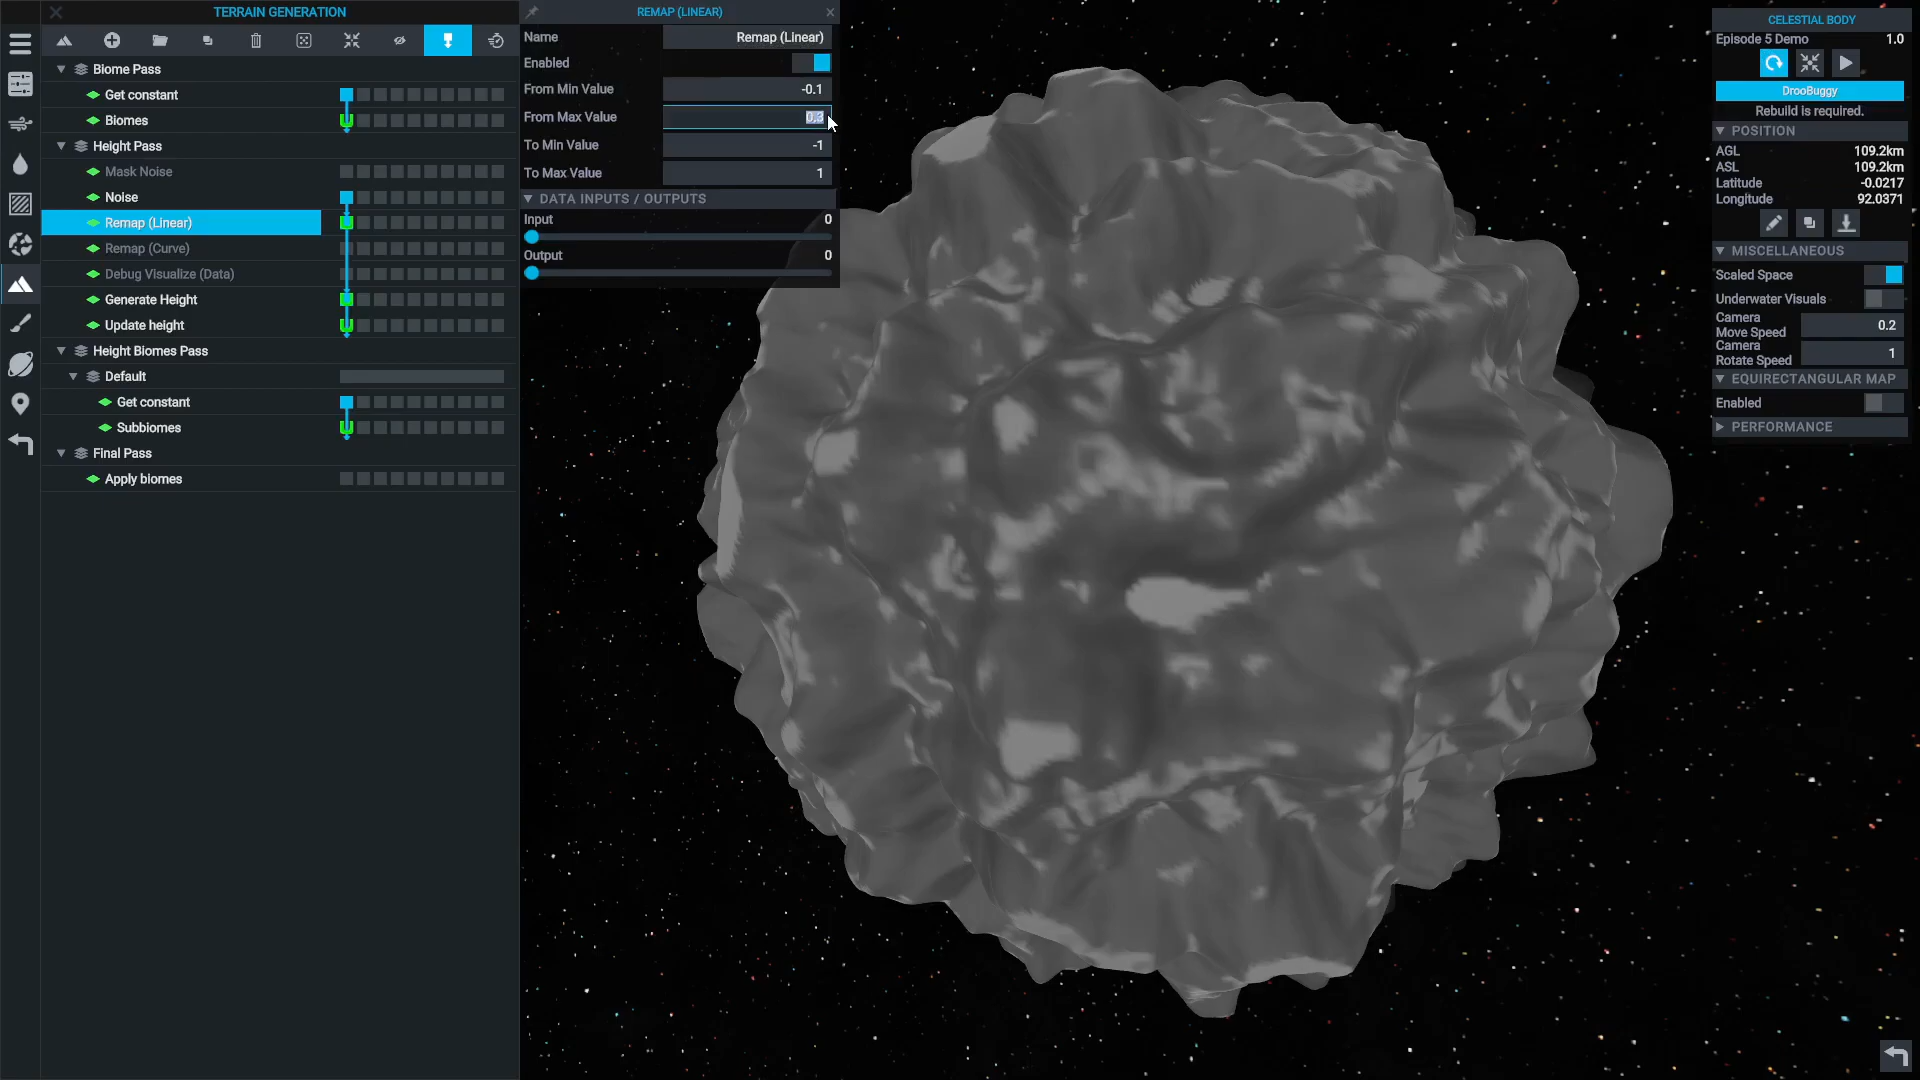 TERRAIN GENERATION
Biome Pass
Get constant
Biomes
Height Pass
Mask Noise
Noise
Remap (Linear)
Remap (Curve)
Debug Visualize (Data)
Generate Height
Update height
Height Biomes Pass
Default
Get constant
Subbiomes
Final Pass
Apply biomes
REMAP (LINEAR)
Name Remap (Linear)
Enabled
From Min Value -0.1
From Max Value 0.3
To Min Value -1
To Max Value 1
DATA INPUTS / OUTPUTS
Input 0
Output 0
CELESTIAL BODY
Episode 5 Demo 1.0
DrooBuggy
Rebuild is required.
POSITION
AGL 109.2km
ASL 109.2km
Latitude -0.0217
Longitude 92.0371
MISCELLANEOUS
Scaled Space
Underwater Visuals
Camera
Move Speed 0.2
Camera
Rotate Speed 1
EQUIRECTANGULAR MAP
Enabled
PERFORMANCE